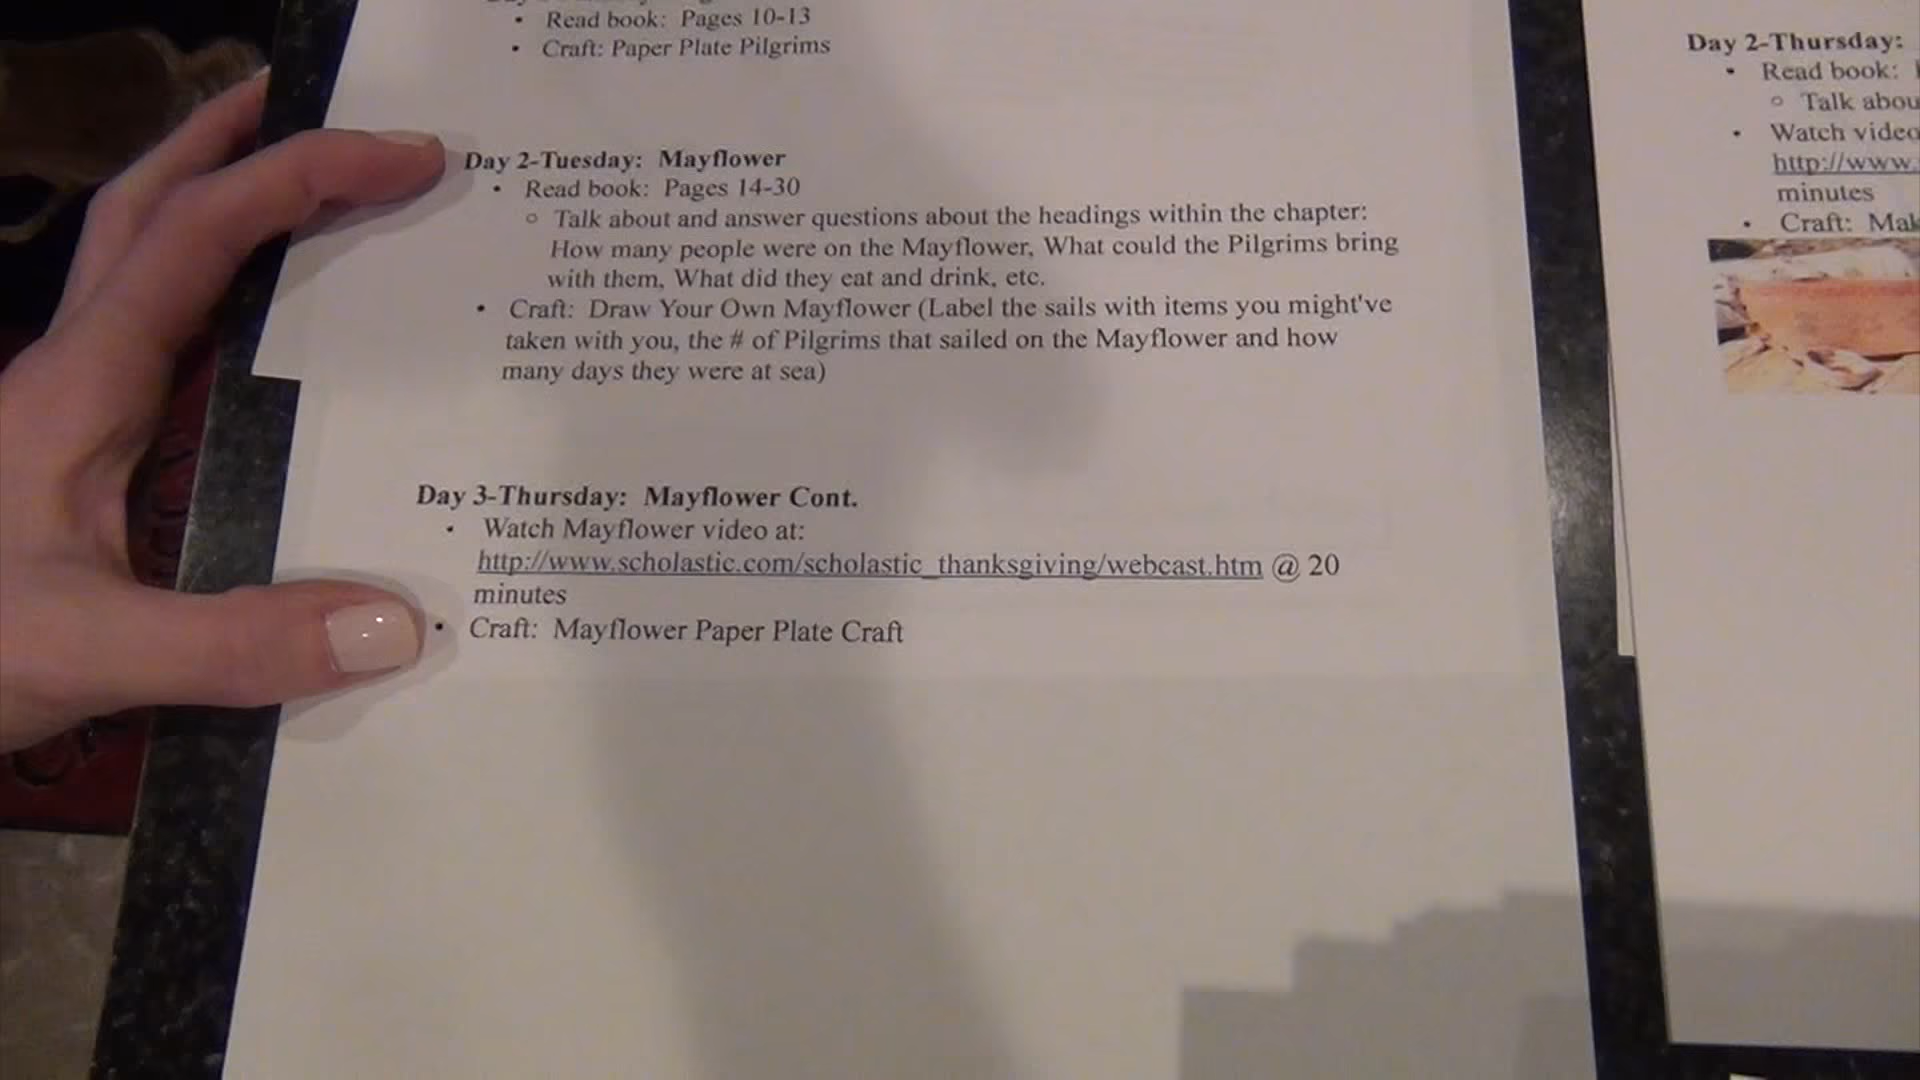 • Read book: Pages 10-13
• Craft: Paper Plate Pilgrims
Day 2-Tuesday: Mayflower
• Read book: Pages 14-30
○ Talk about and answer questions about the headings within the chapter:
How many people were on the Mayflower, What could the Pilgrims bring
with them, What did they eat and drink, etc.
• Craft: Draw Your Own Mayflower (Label the sails with items you might've
taken with you, the # of Pilgrims that sailed on the Mayflower and how
many days they were at sea)
Day 3-Thursday: Mayflower Cont.
• Watch Mayflower video at:
http://www.scholastic.com/scholastic_thanksgiving/webcast.htm @ 20
minutes
• Craft: Mayflower Paper Plate Craft
Day 2-Thursday:
• Read book:
○ Talk
• Watch video
http://www.
minutes
• Craft: